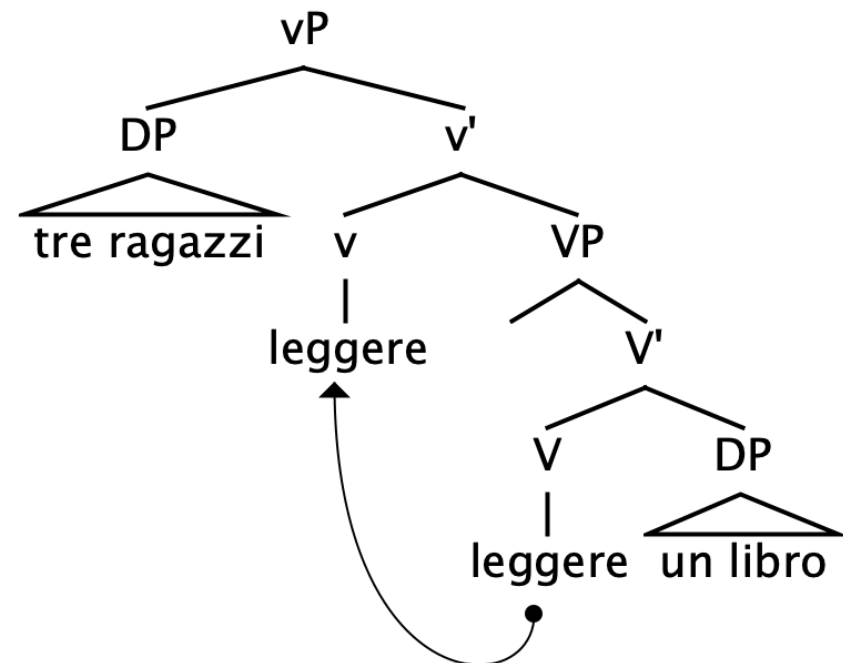 vP
DP v'
tre ragazzi v VP
leggere V'
V DP
leggere un libro